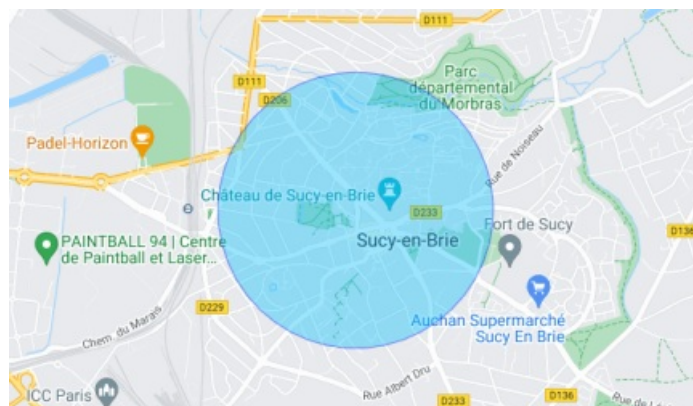 D111
D111
Parc
départemental
du Morbras
D206
Padel-Horizon
Rue de Noiseau
Château de Sucy-en-Brie
D233
Fort de Sucy
D136
Sucy-en-Brie
PAINTBALL 94 | Centre
de Paintball et Laser...
D229
Chem. du Marais
Auchan Supermarché
Sucy En Brie
Rue Albert Dru
ICC Paris
D233
D136